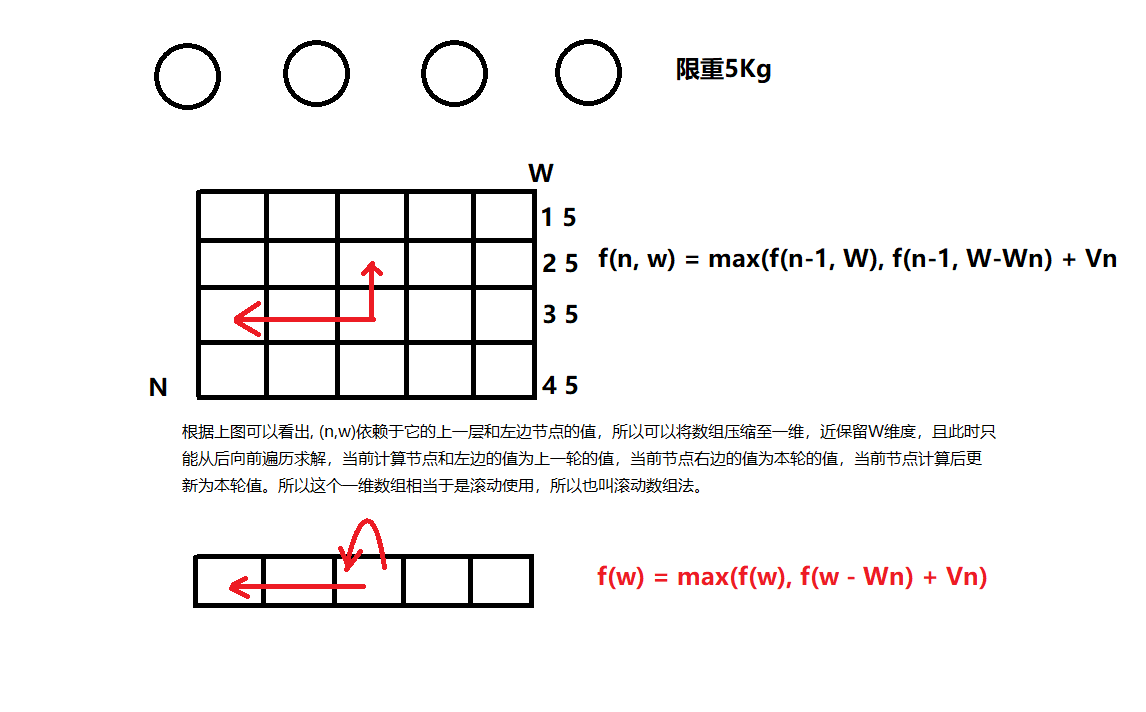 限重5Kg
W
1 5
2 5
f(n, w) = max(f(n-1, W), f(n-1, W-Wn) + Vn
3 5
N
4 5
根据上图可以看出, (n,w)依赖于它的上一层和左边节点的值，所以可以将数组压缩至一维，近保留W维度，且此时只
能从后向前遍历求解，当前计算节点和左边的值为上一轮的值，当前节点右边的值为本轮的值，当前节点计算后更
新为本轮值。所以这个一维数组相当于是滚动使用，所以也叫滚动数组法。
f(w) = max(f(w), f(w - Wn) + Vn)